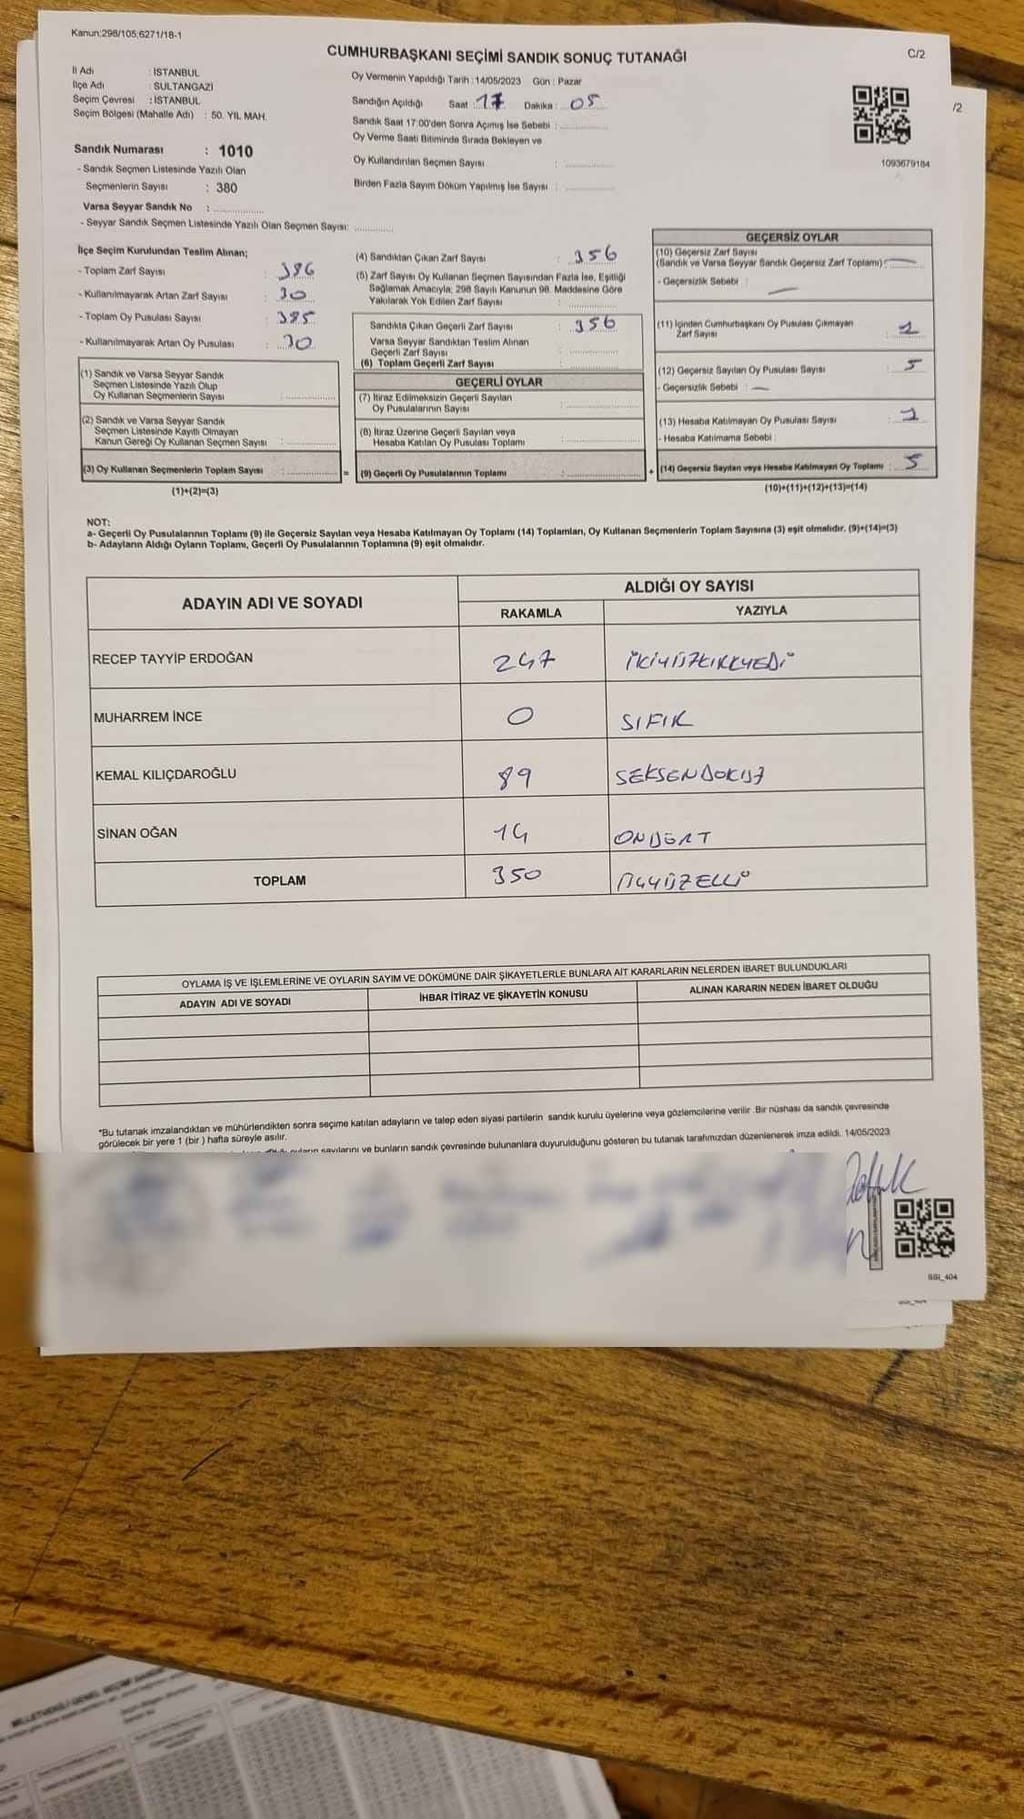 Kanun:298/105;6271/18-1
C/2
CUMHURBAŞKANI SEÇİMİ SANDIK SONUÇ TUTANAĞI
/2
İl Adı : İSTANBUL
İlçe Adı : SULTANGAZİ
Seçim Çevresi : İSTANBUL
Seçim Bölgesi (Mahalle Adı) : 50. YIL MAH.
Oy Vermenin Yapıldığı Tarih : 14/05/2023 Gün : Pazar
Sandığın Açıldığı Saat : 17 Dakika : 05
Sandık Saat 17:00'den Sonra Açımış İse Sebebi :
Oy Verme Saati Bitiminde Sırada Bekleyen ve
Oy Kullandırılan Seçmen Sayısı :
Birden Fazla Sayım Döküm Yapılmış İse Sayısı :
1093679184
Sandık Numarası : 1010
- Sandık Seçmen Listesinde Yazılı Olan
Seçmenlerin Sayısı : 380
Varsa Seyyar Sandık No :
- Seyyar Sandık Seçmen Listesinde Yazılı Olan Seçmen Sayısı:
İlçe Seçim Kurulundan Teslim Alınan;
- Toplam Zarf Sayısı : 386
- Kullanılmayarak Artan Zarf Sayısı : 30
- Toplam Oy Pusulası Sayısı : 385
- Kullanılmayarak Artan Oy Pusulası : 30
(1) Sandık ve Varsa Seyyar Sandık
Seçmen Listesinde Yazılı Olup
Oy Kullanan Seçmenlerin Sayısı :
(2) Sandık ve Varsa Seyyar Sandık
Seçmen Listesinde Kayıtlı Olmayan
Kanun Gereği Oy Kullanan Seçmen Sayısı :
(3) Oy Kullanan Seçmenlerin Toplam Sayısı :
(1)+(2)=(3)
(4) Sandıktan Çıkan Zarf Sayısı : 356
(5) Zarf Sayısı Oy Kullanan Seçmen Sayısından Fazla İse, Eşitliği
Sağlamak Amacıyla; 298 Sayılı Kanunun 98. Maddesine Göre
Yakılarak Yok Edilen Zarf Sayısı :
Sandıkta Çıkan Geçerli Zarf Sayısı : 356
Varsa Seyyar Sandıktan Teslim Alınan
Geçerli Zarf Sayısı :
(6) Toplam Geçerli Zarf Sayısı :
GEÇERLİ OYLAR
(7) İtiraz Edilmeksizin Geçerli Sayılan
Oy Pusulalarının Sayısı :
(8) İtiraz Üzerine Geçerli Sayılan veya
Hesaba Katılan Oy Pusulası Toplamı :
= (9) Geçerli Oy Pusulalarının Toplamı :
GEÇERSİZ OYLAR
(10) Geçersiz Zarf Sayısı
(Sandık ve Varsa Seyyar Sandık Geçersiz Zarf Toplamı) : —
- Geçersizlik Sebebi : —
(11) İçinden Cumhurbaşkanı Oy Pusulası Çıkmayan
Zarf Sayısı : 1
(12) Geçersiz Sayılan Oy Pusulası Sayısı : 5
- Geçersizlik Sebebi : —
(13) Hesaba Katılmayan Oy Pusulası Sayısı : 1
- Hesaba Katılmama Sebebi :
+ (14) Geçersiz Sayılan veya Hesaba Katılmayan Oy Toplamı : 5
(10)+(11)+(12)+(13)=(14)
NOT:
a- Geçerli Oy Pusulalarının Toplamı (9) ile Geçersiz Sayılan veya Hesaba Katılmayan Oy Toplamı (14) Toplamları, Oy Kullanan Seçmenlerin Toplam Sayısına (3) eşit olmalıdır. (9)+(14)=(3)
b- Adayların Aldığı Oyların Toplamı, Geçerli Oy Pusulalarının Toplamına (9) eşit olmalıdır.
ADAYIN ADI VE SOYADI
ALDIĞI OY SAYISI
RAKAMLA YAZIYLA
RECEP TAYYİP ERDOĞAN 247 İKİYÜZKIRKYEDİ
MUHARREM İNCE 0 SIFIR
KEMAL KILIÇDAROĞLU 89 SEKSENDOKUZ
SİNAN OĞAN 14 ONDÖRT
TOPLAM 350 ÜÇYÜZELLİ
OYLAMA İŞ VE İŞLEMLERİNE VE OYLARIN SAYIM VE DÖKÜMÜNE DAİR ŞİKAYETLERLE BUNLARA AİT KARARLARIN NELERDEN İBARET BULUNDUKLARI
ADAYIN ADI VE SOYADI İHBAR İTİRAZ VE ŞİKAYETİN KONUSU ALINAN KARARIN NEDEN İBARET OLDUĞU
*Bu tutanak imzalandıktan ve mühürlendikten sonra seçime katılan adayların ve talep eden siyasi partilerin sandık kurulu üyelerine veya gözlemcilerine verilir .Bir nüshası da sandık çevresinde
görülecek bir yere 1 (bir ) hafta süreyle asılır.
sayılarını ve bunların sandık çevresinde bulunanlara duyurulduğunu gösteren bu tutanak tarafımızdan düzenlenerek imza edildi. 14/05/2023